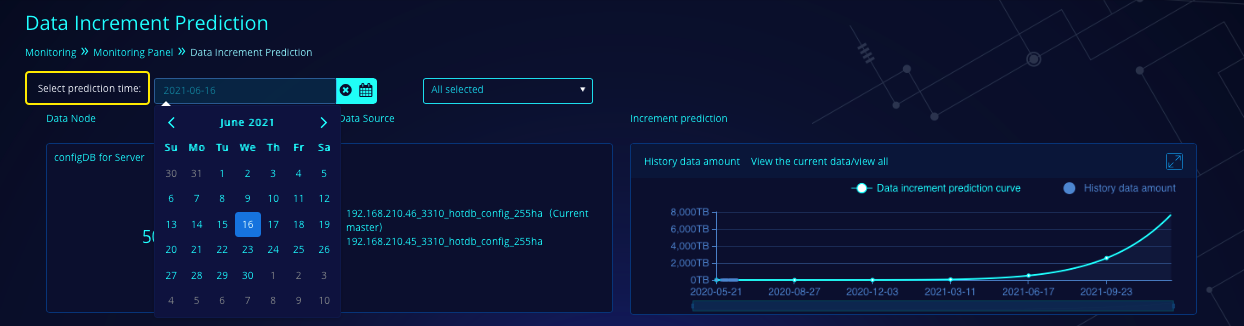 Data Increment Prediction
Monitoring » Monitoring Panel » Data Increment Prediction
Select prediction time:
2021-06-16
All selected
Data Node
Data Source
Increment prediction
June 2021
Su Mo Tu We Th Fr Sa
30 31 1 2 3 4 5
6 7 8 9 10 11 12
13 14 15 16 17 18 19
20 21 22 23 24 25 26
27 28 29 30 1 2 3
4 5 6 7 8 9 10
configDB for Server
192.168.210.46_3310_hotdb_config_255ha (Current
master)
192.168.210.45_3310_hotdb_config_255ha
History data amount View the current data/view all
Data increment prediction curve History data amount
8,000TB
6,000TB
4,000TB
2,000TB
0TB
2020-05-21 2020-08-27 2020-12-03 2021-03-11 2021-06-17 2021-09-23